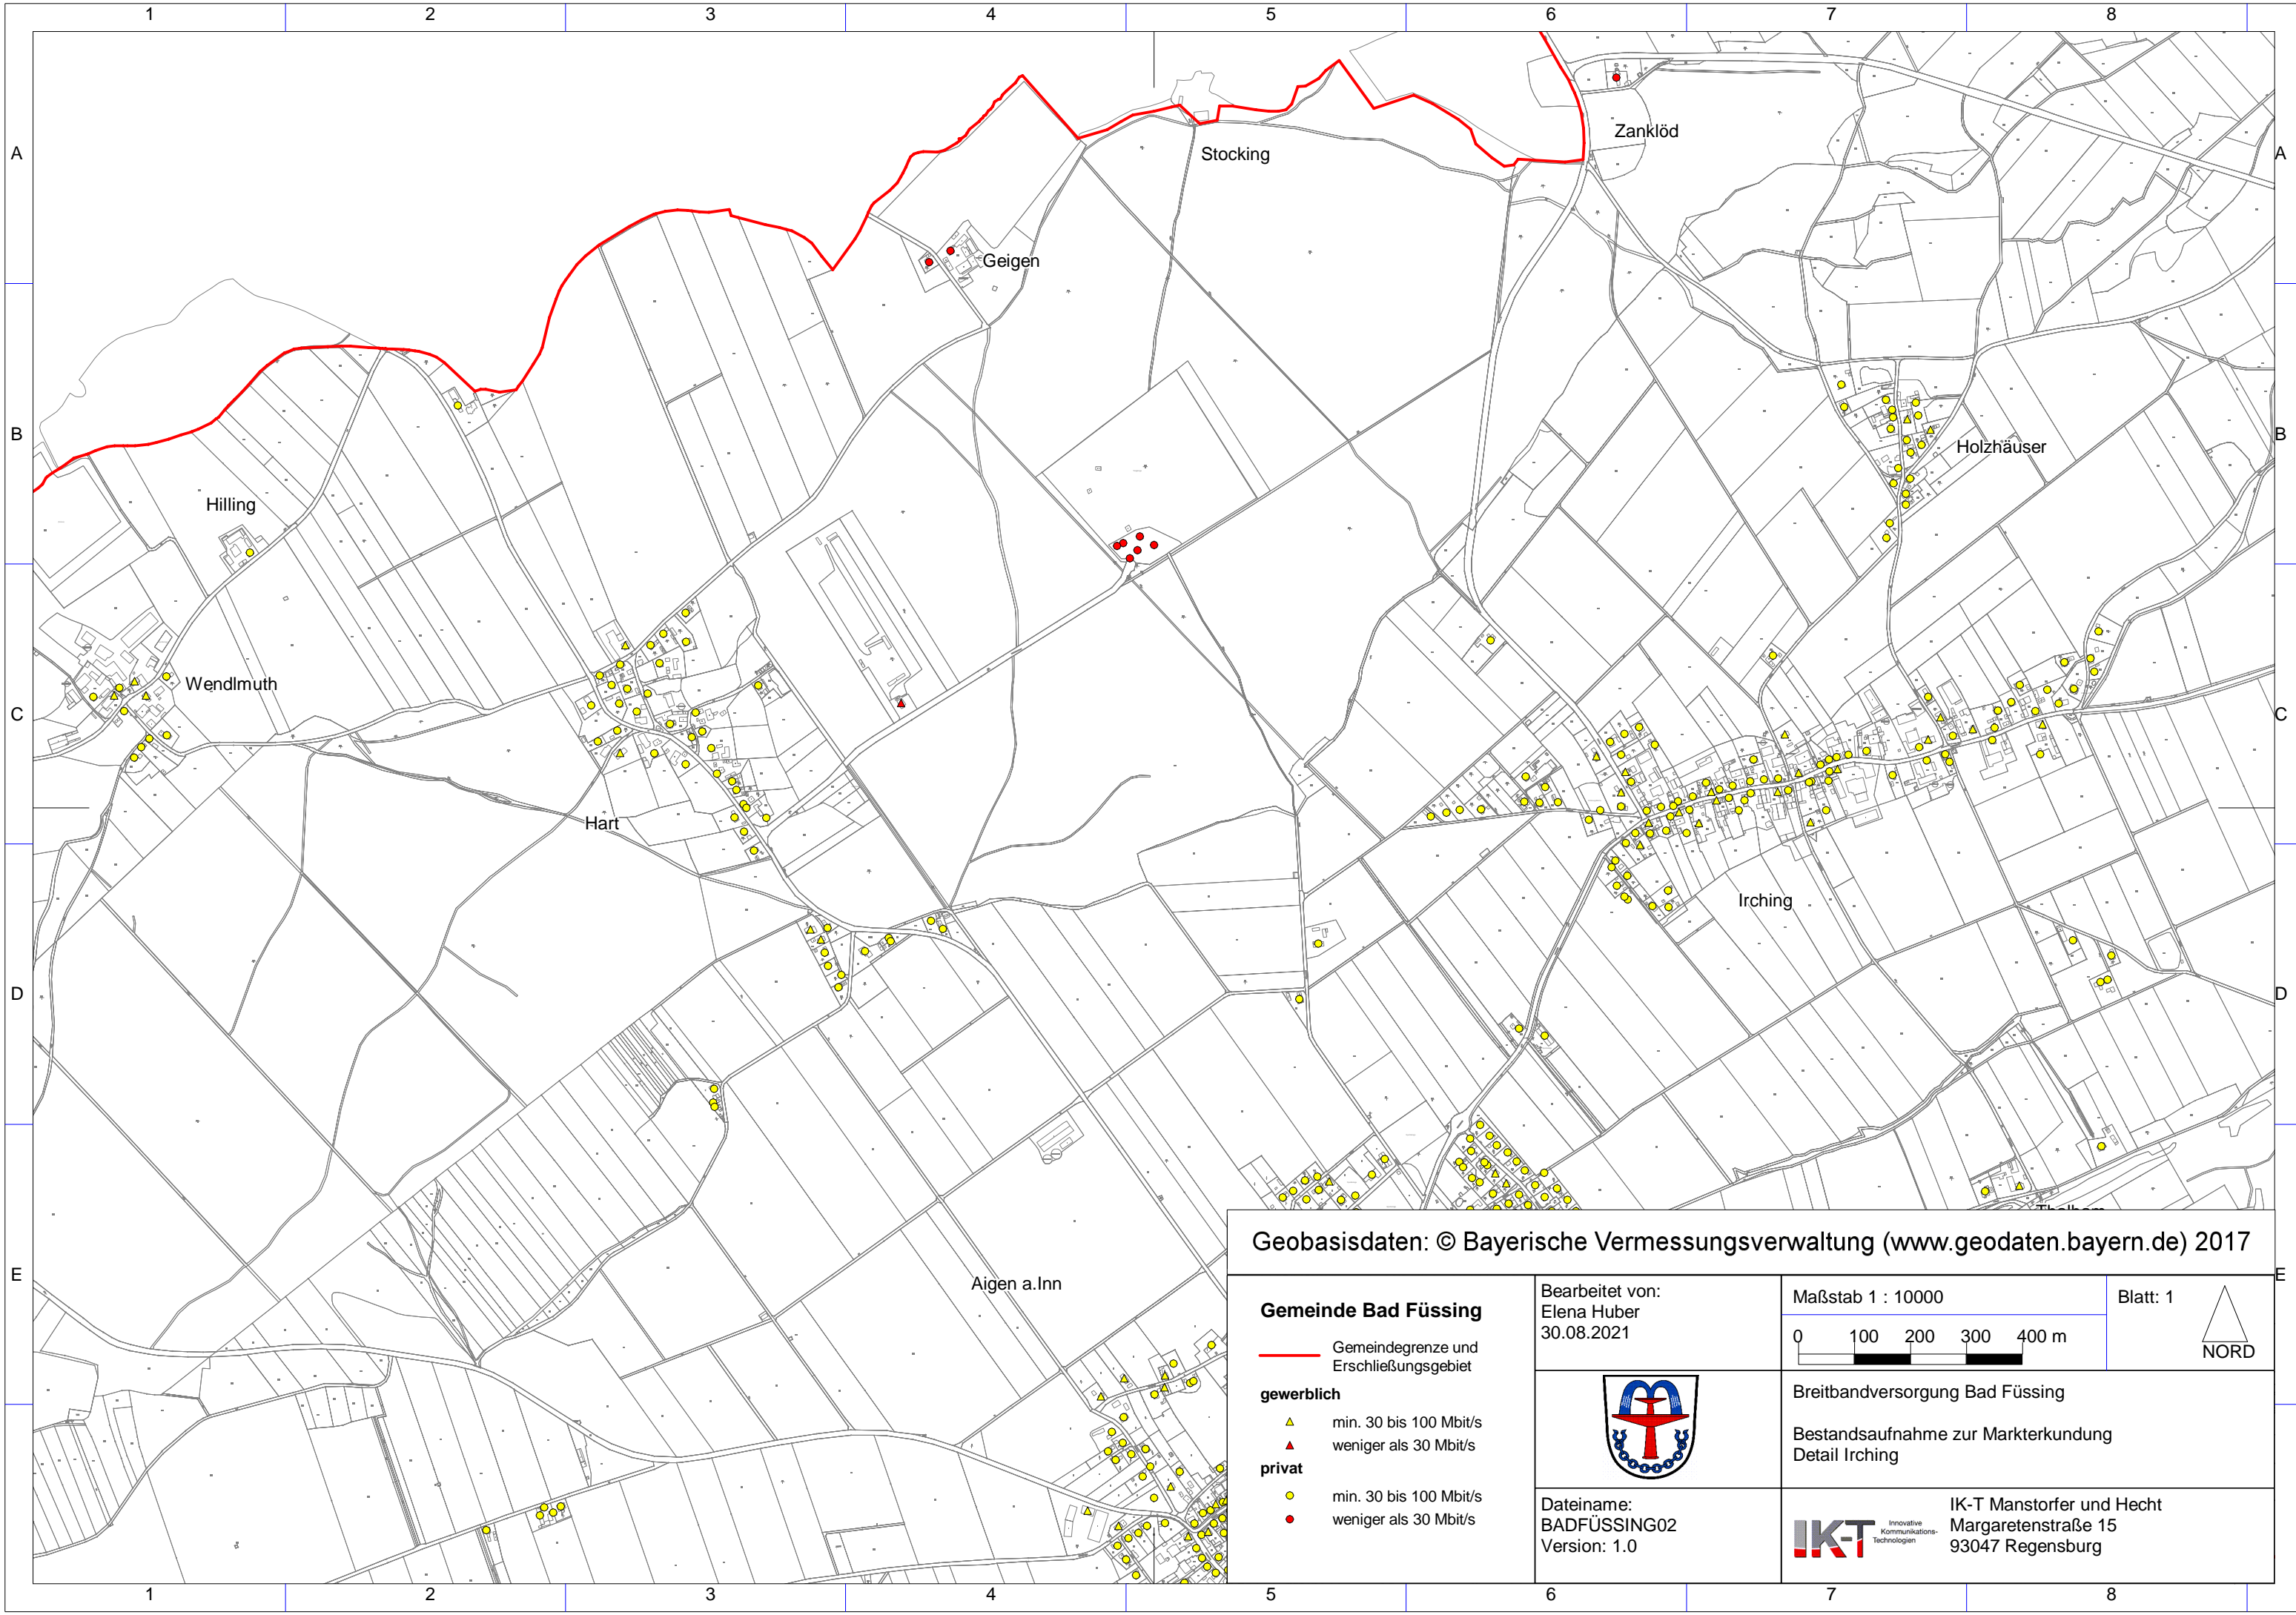 1 2 3 4 5 6 7 8
A
Stocking
Zanklöd
A
Geigen
B
Hilling
Holzhäuser
B
Wendlmuth
C
C
Hart
Irching
D
D
Thalham
E
Aigen a.Inn
E
Geobasisdaten: © Bayerische Vermessungsverwaltung (www.geodaten.bayern.de) 2017
Gemeinde Bad Füssing
Gemeindegrenze und
Erschließungsgebiet
gewerblich
min. 30 bis 100 Mbit/s
weniger als 30 Mbit/s
privat
min. 30 bis 100 Mbit/s
weniger als 30 Mbit/s
Bearbeitet von:
Elena Huber
30.08.2021
Maßstab 1 : 10000
0 100 200 300 400 m
Blatt: 1
NORD
Breitbandversorgung Bad Füssing
Bestandsaufnahme zur Markterkundung
Detail Irching
Dateiname:
BADFÜSSING02
Version: 1.0
IK-T
Innovative
Kommunikations-
Technologien
IK-T Manstorfer und Hecht
Margaretenstraße 15
93047 Regensburg
1 2 3 4 5 6 7 8